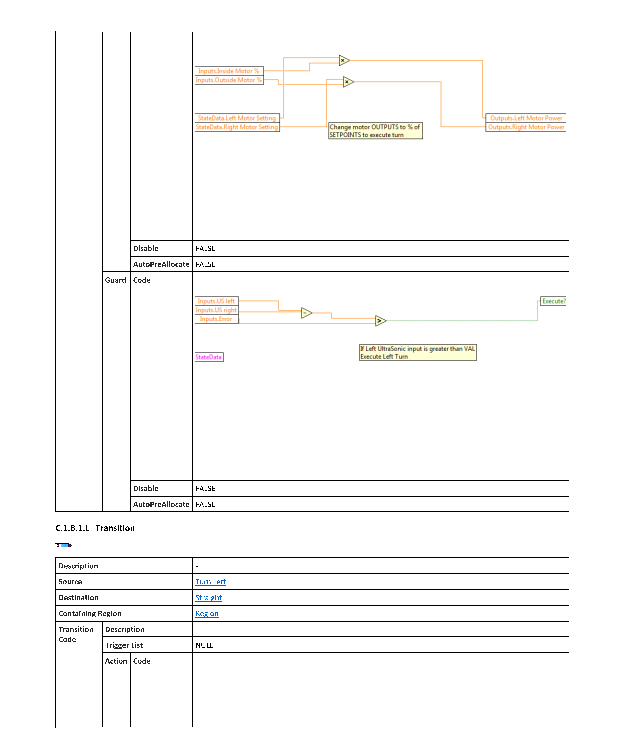 Inputs.Inside Motor %
Inputs.Outside Motor %
StateData.Left Motor Setting
StateData.Right Motor Setting
Change motor OUTPUTS to % of
SETPOINTS to execute turn
Outputs.Left Motor Power
Outputs.Right Motor Power
Disable FALSE
AutoPreAllocate FALSE
Guard Code
Inputs.US left
Inputs.US right
Inputs.Error
Execute?
If Left UltraSonic input is greater than VAL
Execute Left Turn
StateData
Disable FALSE
AutoPreAllocate FALSE
C.1.B.1.1. Transition
Description -
Source Turn Left
Destination Straight
Containing Region Region
Transition Code Description
Trigger List NULL
Action Code